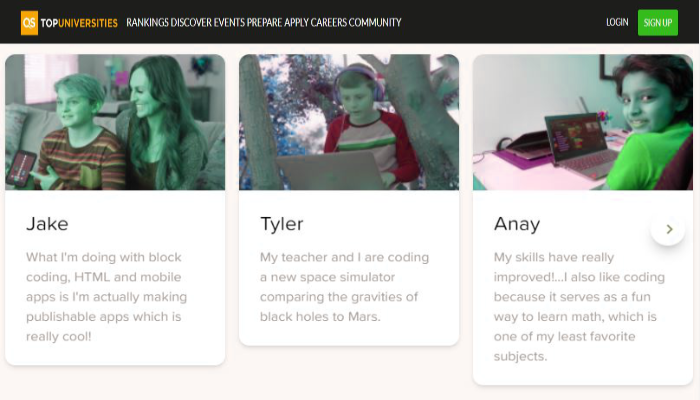 QS TOPUNIVERSITIES RANKINGS DISCOVER EVENTS PREPARE APPLY CAREERS COMMUNITY LOGIN SIGN UP
Jake
What I'm doing with block
coding, HTML and mobile
apps is I'm actually making
publishable apps which is
really cool!
Tyler
My teacher and I are coding
a new space simulator
comparing the gravities of
black holes to Mars.
Anay
My skills have really
improved!...I also like coding
because it serves as a fun
way to learn math, which is
one of my least favorite
subjects.